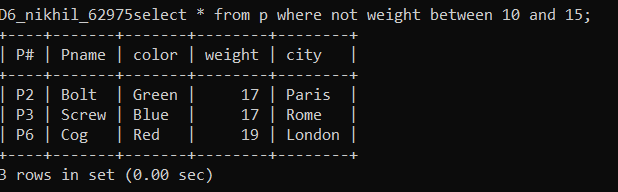 D6_nikhil_62975select * from p where not weight between 10 and 15;
+----+-------+-------+--------+--------+
| P# | Pname | color | weight | city   |
+----+-------+-------+--------+--------+
| P2 | Bolt  | Green |     17 | Paris  |
| P3 | Screw | Blue  |     17 | Rome   |
| P6 | Cog   | Red   |     19 | London |
+----+-------+-------+--------+--------+
3 rows in set (0.00 sec)